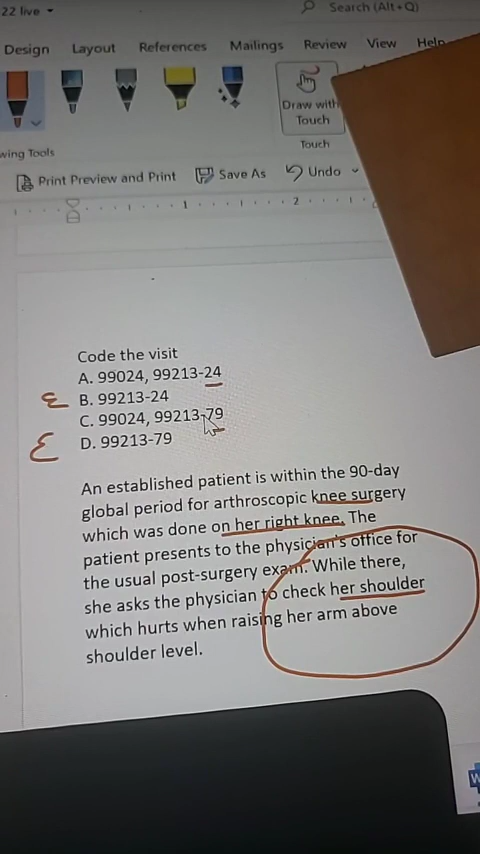 22 live
Search (Alt+Q)
Design Layout References Mailings Review View Help
Draw with
Touch
wing Tools
Touch
Print Preview and Print Save As Undo
1 2
Code the visit
A. 99024, 99213-24
B. 99213-24
C. 99024, 99213-79
D. 99213-79
An established patient is within the 90-day
global period for arthroscopic knee surgery
which was done on her right knee. The
patient presents to the physician's office for
the usual post-surgery exam. While there,
she asks the physician to check her shoulder
which hurts when raising her arm above
shoulder level.
W